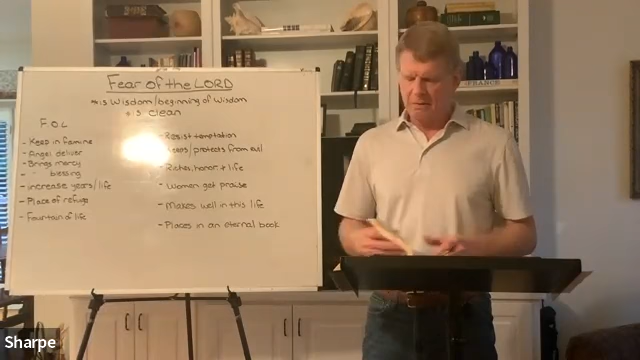 Fear of the LORD
*is Wisdom/beginning of Wisdom
* is clean
F O L
- Keep in famine
- Angel deliver
- Brings mercy
- " blessing
- increase years/life
- Place of refuge
- Fountain of life
- Resist temptation
- Keeps/protects from evil
- Riches, honor + life
- Women get praise
- Makes well in this life
- Places in an eternal book
FRANCE
Sharpe